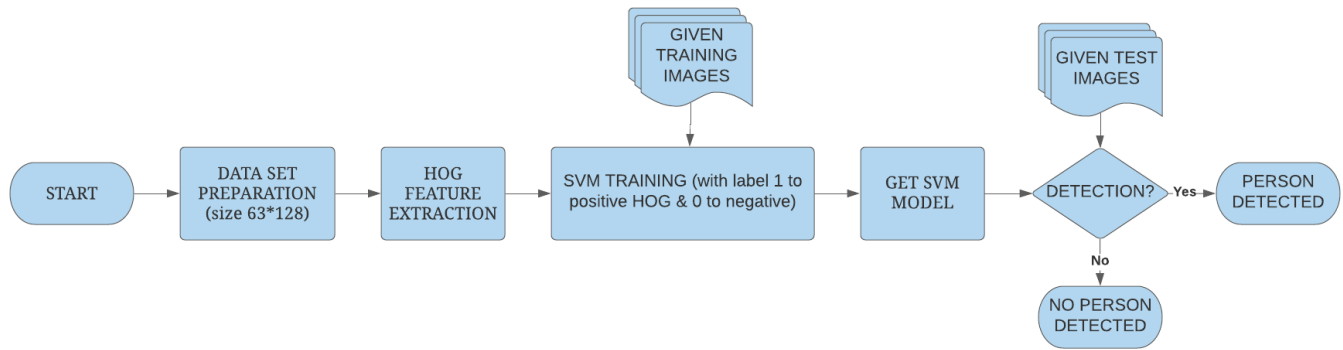 GIVEN
TRAINING
IMAGES
GIVEN TEST
IMAGES
START
DATA SET
PREPARATION
(size 63*128)
HOG
FEATURE
EXTRACTION
SVM TRAINING (with label 1 to
positive HOG & 0 to negative)
GET SVM
MODEL
DETECTION?
Yes
PERSON
DETECTED
No
NO PERSON
DETECTED